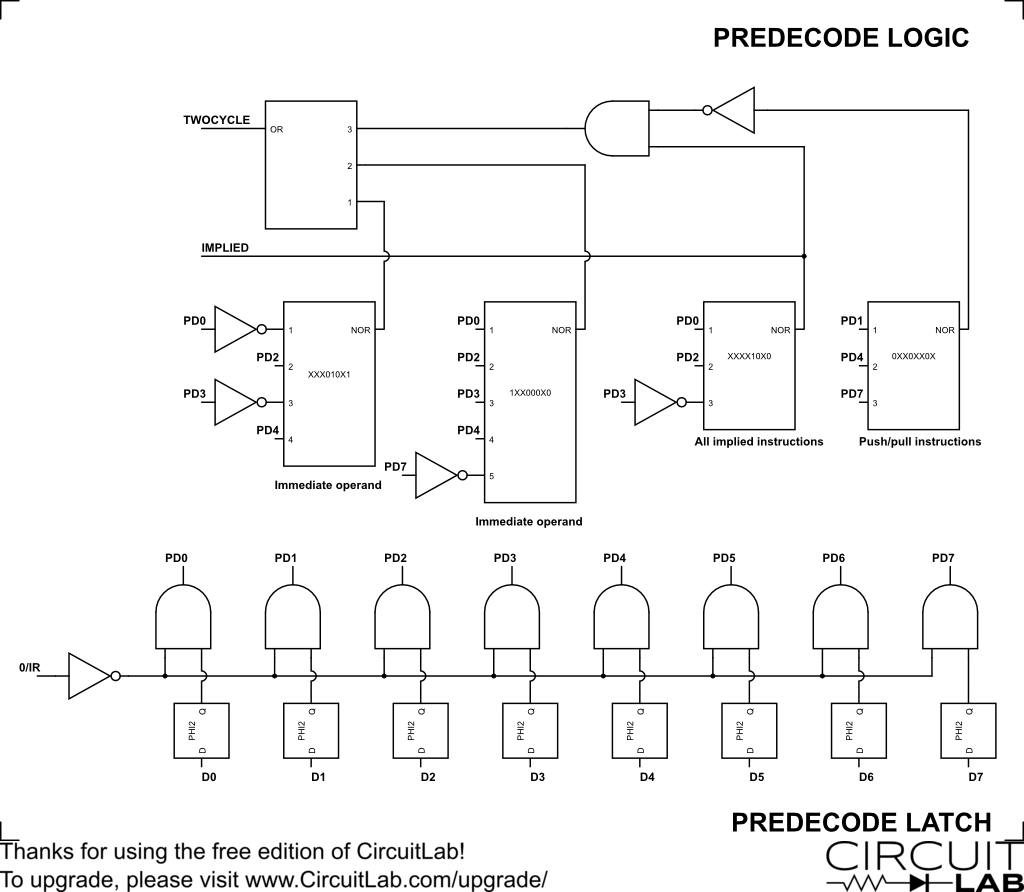 PREDECODE LOGIC
TWOCYCLE
OR
3
2
1
IMPLIED
PD0
PD2
PD3
PD4
1
2
3
4
NOR
XXX010X1
Immediate operand
PD0
PD2
PD3
PD4
PD7
1
2
3
4
5
NOR
1XX000X0
Immediate operand
PD0
PD2
PD3
1
2
3
NOR
XXXX10X0
All implied instructions
PD1
PD4
PD7
1
2
3
NOR
0XX0XX0X
Push/pull instructions
PD0 PD1 PD2 PD3 PD4 PD5 PD6 PD7
0/IR
Q Q Q Q Q Q Q Q
PHI2 PHI2 PHI2 PHI2 PHI2 PHI2 PHI2 PHI2
D D D D D D D D
D0 D1 D2 D3 D4 D5 D6 D7
PREDECODE LATCH
Thanks for using the free edition of CircuitLab!
To upgrade, please visit www.CircuitLab.com/upgrade/
CIRCUIT
LAB